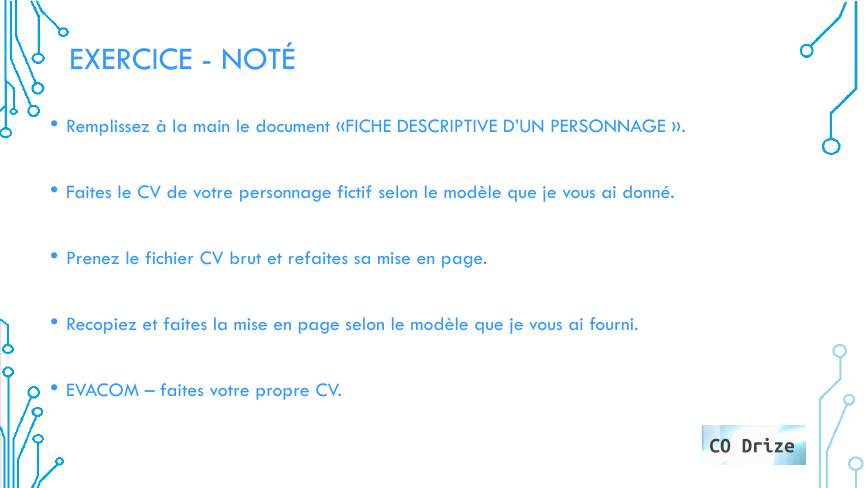 EXERCICE - NOTÉ
• Remplissez à la main le document «FICHE DESCRIPTIVE D'UN PERSONNAGE ».
• Faites le CV de votre personnage fictif selon le modèle que je vous ai donné.
• Prenez le fichier CV brut et refaites sa mise en page.
• Recopiez et faites la mise en page selon le modèle que je vous ai fourni.
• EVACOM – faites votre propre CV.
CO Drize